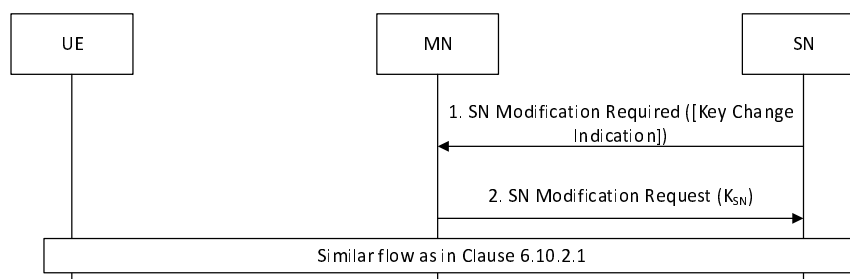 UE
MN
SN
1. SN Modification Required ([Key Change
Indication])
2. SN Modification Request (KSN)
Similar flow as in Clause 6.10.2.1